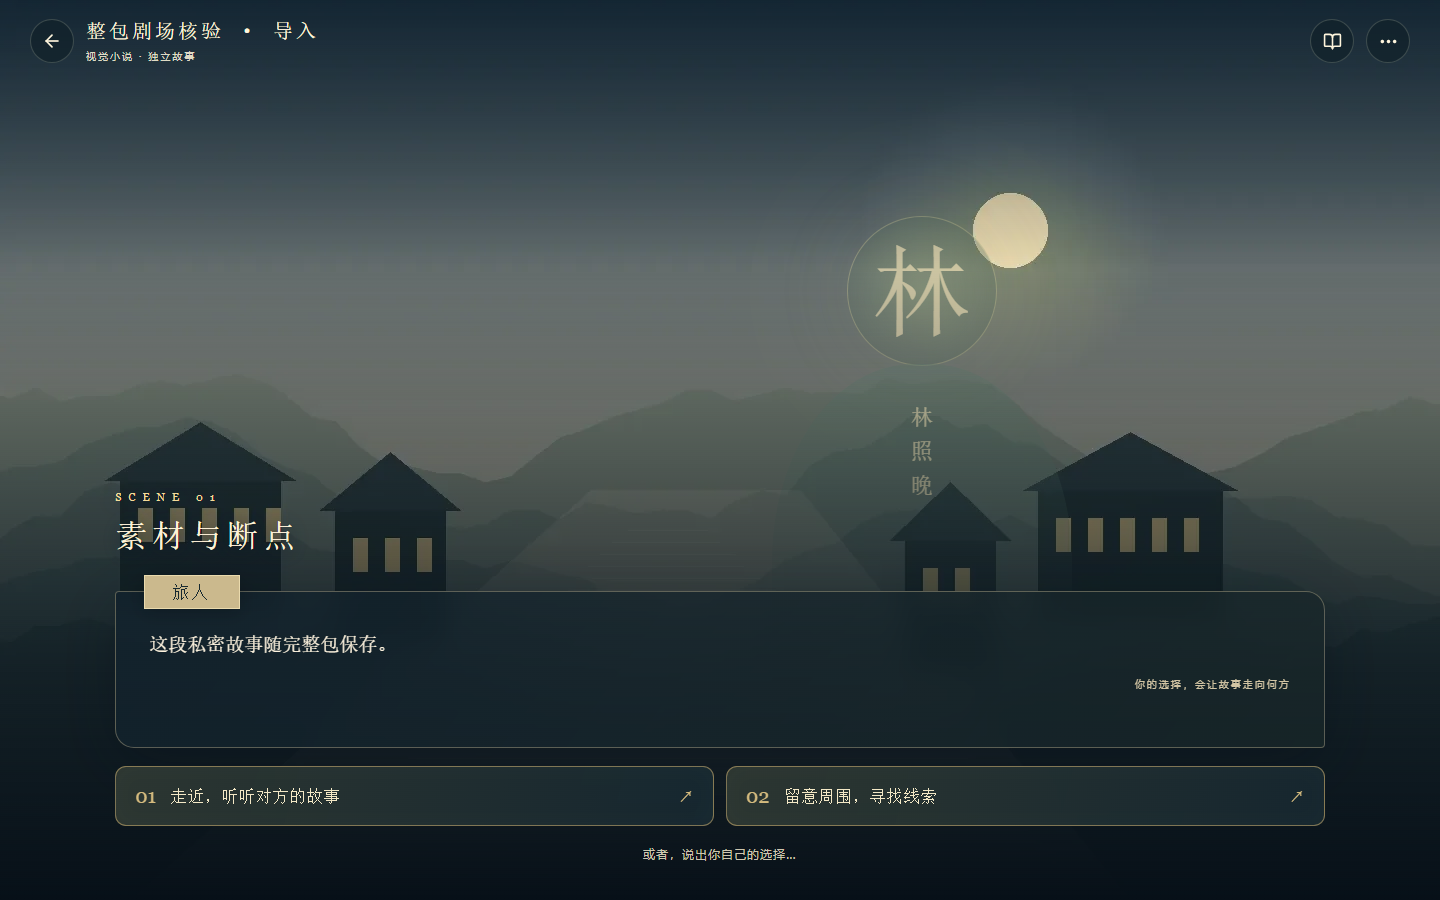 整包剧场核验 • 导入
视觉小说 · 独立故事
林
林
照
晚
SCENE 01
素材与断点
旅人
这段私密故事随完整包保存。
你的选择，会让故事走向何方
01 走近，听听对方的故事 ↗
02 留意周围，寻找线索 ↗
或者，说出你自己的选择…